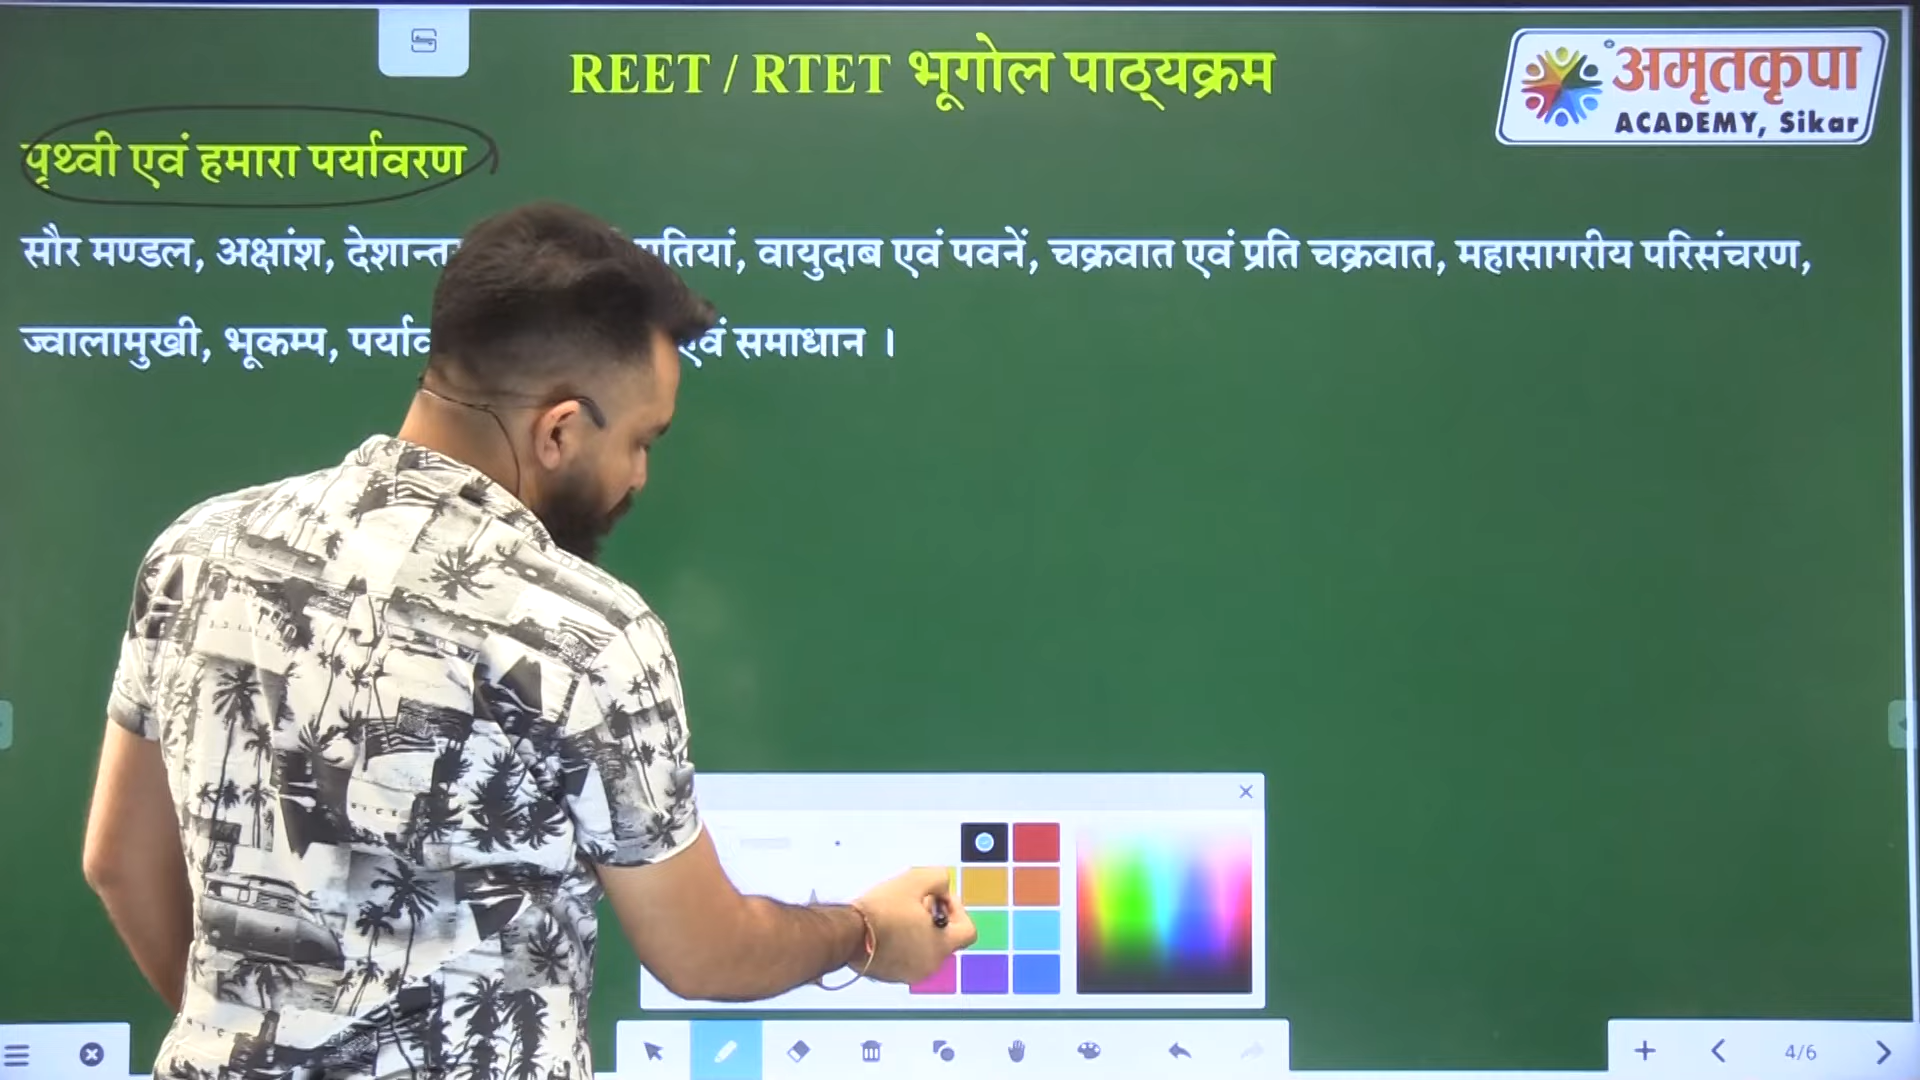 REET / RTET भूगोल पाठ्यक्रम
अमृतकृपा
ACADEMY, Sikar
पृथ्वी एवं हमारा पर्यावरण
सौर मण्डल, अक्षांश, वायुदाब एवं पवनें, चक्रवात एवं प्रति चक्रवात, महासागरीय परिसंचरण,
ज्वालामुखी, भूकम्प, एवं समाधान ।
4/6